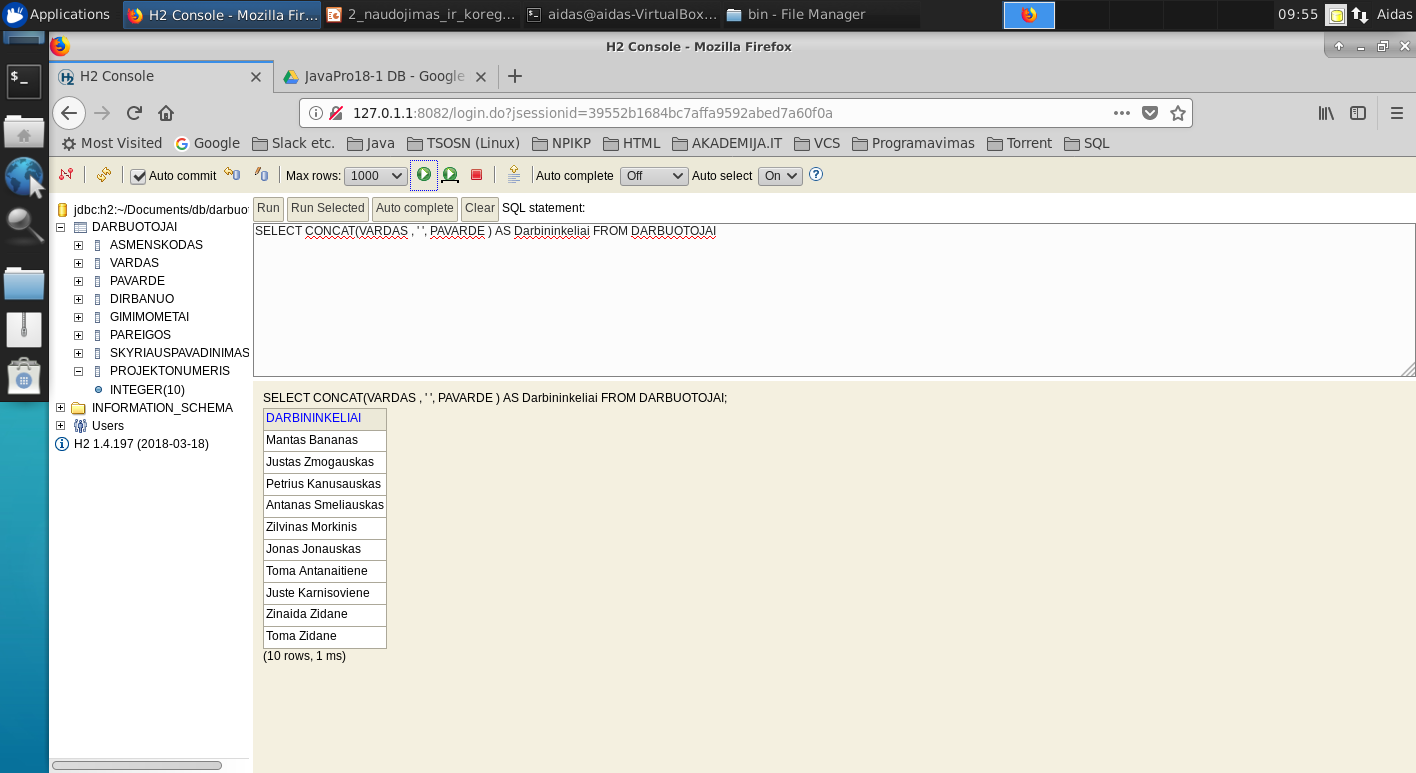 Applications H2 Console - Mozilla Fir... 2_naudojimas_ir_koreg... aidas@aidas-VirtualBox... bin - File Manager 09:55 Aidas
H2 Console - Mozilla Firefox
H2 Console JavaPro18-1 DB - Google
127.0.1.1:8082/login.do?jsessionid=39552b1684bc7affa9592abed7a60f0a
Most Visited Google Slack etc. Java TSOSN (Linux) NPIKP HTML AKADEMIJA.IT VCS Programavimas Torrent SQL
Auto commit Max rows: 1000 Auto complete Off Auto select On
jdbc:h2:~/Documents/db/darbuot
DARBUOTOJAI
ASMENSKODAS
VARDAS
PAVARDE
DIRBANUO
GIMIMOMETAI
PAREIGOS
SKYRIAUSPAVADINIMAS
PROJEKTONUMERIS
INTEGER(10)
INFORMATION_SCHEMA
Users
H2 1.4.197 (2018-03-18)
Run Run Selected Auto complete Clear SQL statement:
SELECT CONCAT(VARDAS , ' ', PAVARDE ) AS Darbininkeliai FROM DARBUOTOJAI
SELECT CONCAT(VARDAS , ' ', PAVARDE ) AS Darbininkeliai FROM DARBUOTOJAI;
DARBININKELIAI
Mantas Bananas
Justas Zmogauskas
Petrius Kanusauskas
Antanas Smeliauskas
Zilvinas Morkinis
Jonas Jonauskas
Toma Antanaitiene
Juste Karnisoviene
Zinaida Zidane
Toma Zidane
(10 rows, 1 ms)